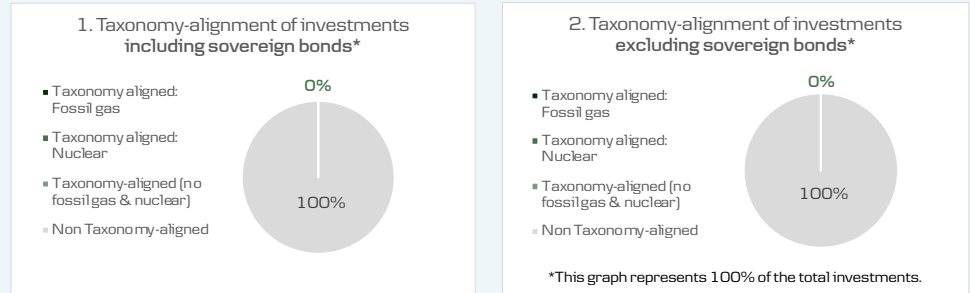 1. Taxonomy-alignment of investments
including sovereign bonds*
Taxonomy aligned:
Fossil gas
Taxonomy aligned:
Nuclear
Taxonomy-aligned (no
fossil gas & nuclear)
Non Taxonomy-aligned
0%
100%
2. Taxonomy-alignment of investments
excluding sovereign bonds*
Taxonomy aligned:
Fossil gas
Taxonomy aligned:
Nuclear
Taxonomy-aligned (no
fossil gas & nuclear)
Non Taxonomy-aligned
0%
100%
*This graph represents 100% of the total investments.